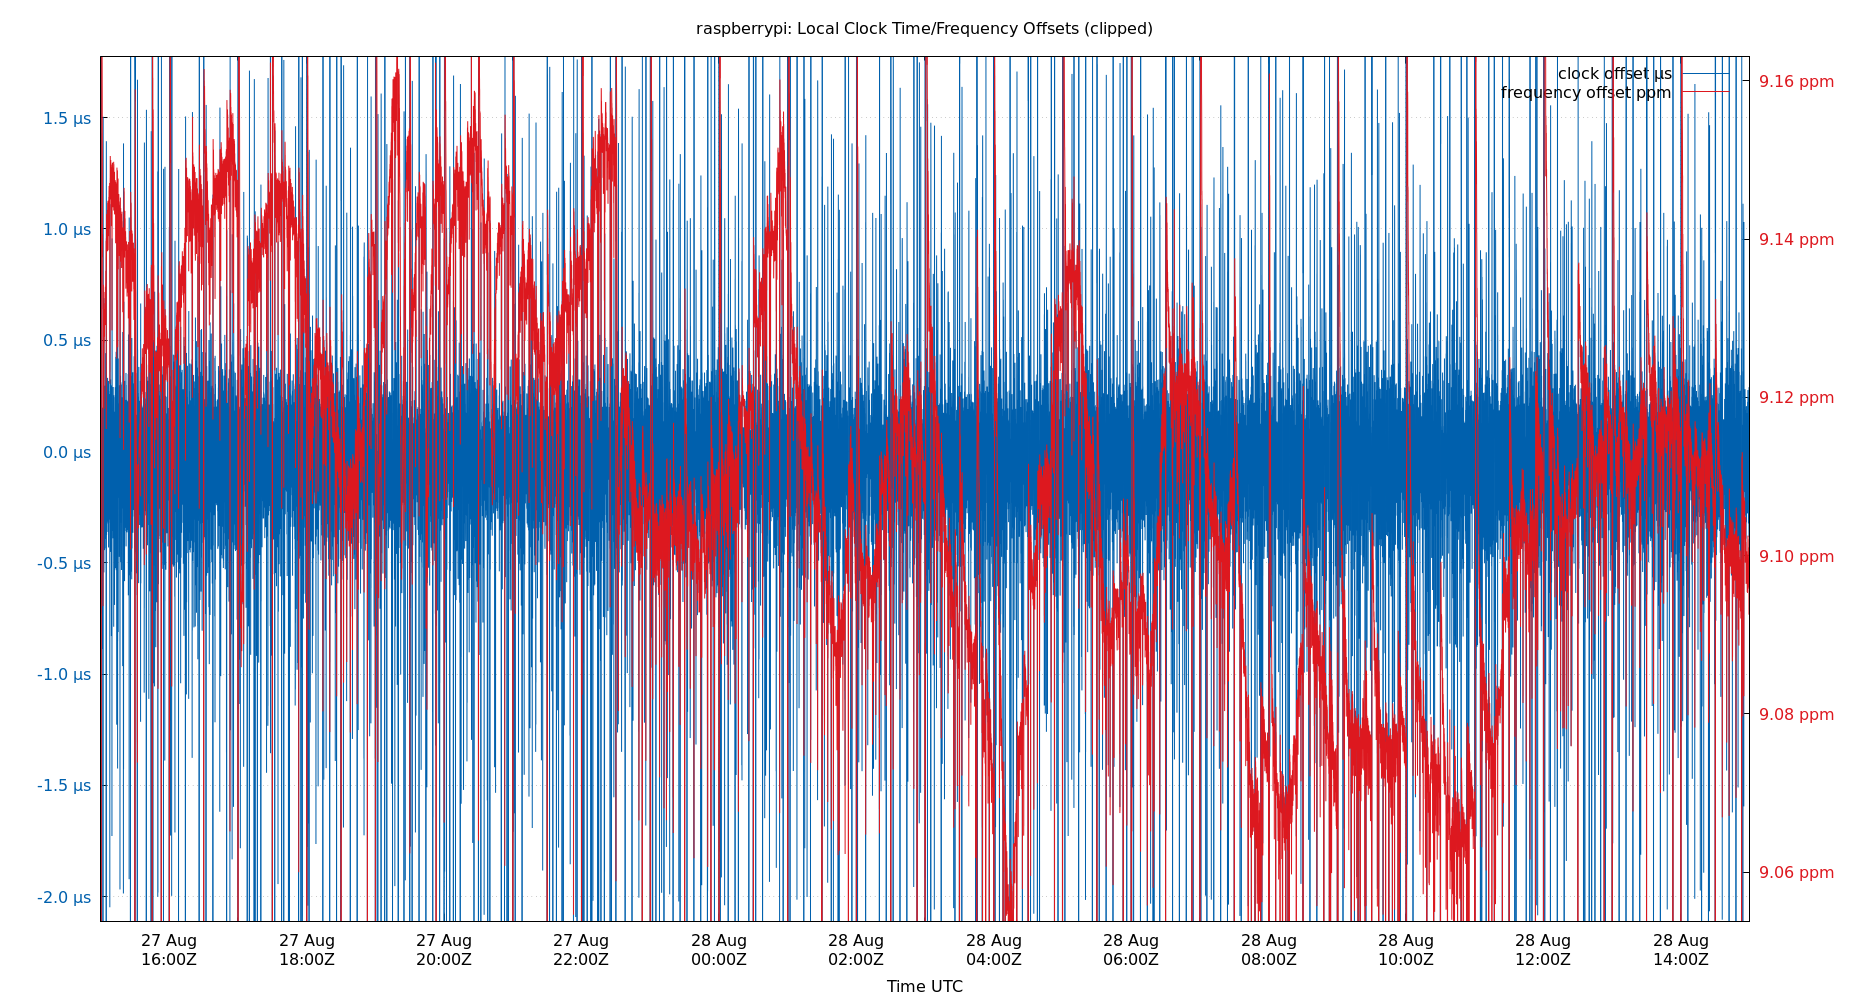 raspberrypi: Local Clock Time/Frequency Offsets (clipped)
clock offset µs
frequency offset ppm
1.5 µs
1.0 µs
0.5 µs
0.0 µs
-0.5 µs
-1.0 µs
-1.5 µs
-2.0 µs
9.16 ppm
9.14 ppm
9.12 ppm
9.10 ppm
9.08 ppm
9.06 ppm
27 Aug 27 Aug 27 Aug 27 Aug 28 Aug 28 Aug 28 Aug 28 Aug 28 Aug 28 Aug 28 Aug 28 Aug
16:00Z 18:00Z 20:00Z 22:00Z 00:00Z 02:00Z 04:00Z 06:00Z 08:00Z 10:00Z 12:00Z 14:00Z
Time UTC